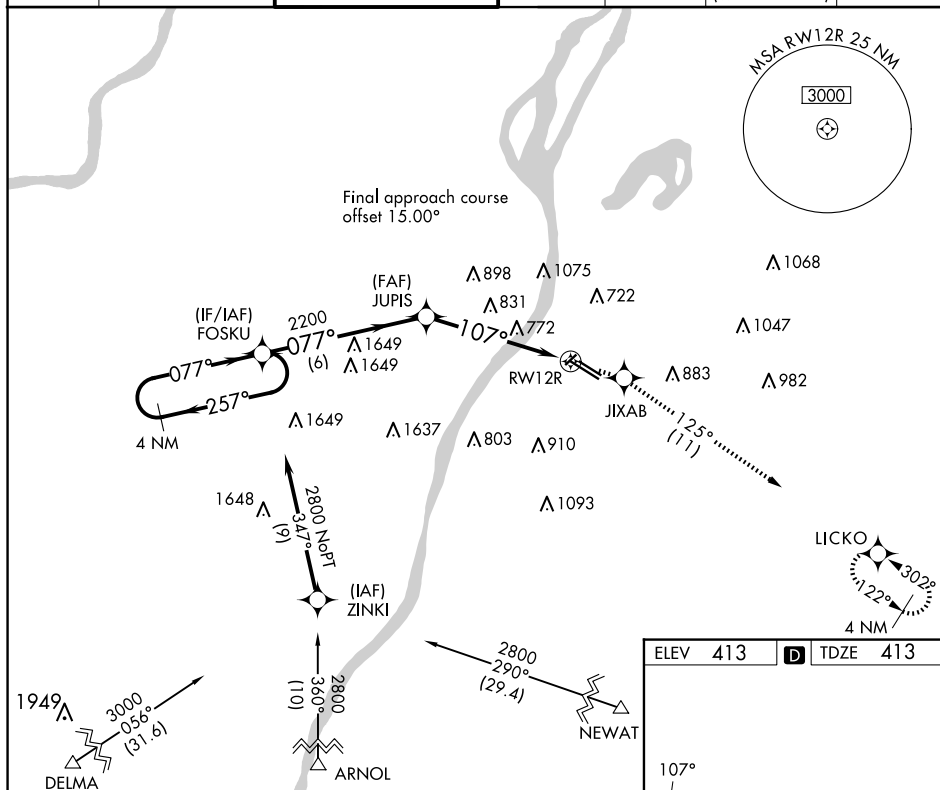 MSA RW12R 25 NM
3000
Final approach course
offset 15.00°
898
1075
1068
(FAF)
JUPIS
831
722
(IF/IAF)
FOSKU
2200
077°
(6)
1649
1649
107°
772
1047
077°
RW12R
257°
JIXAB
883
982
4 NM
1649
1637
803
910
125°
(11)
1648
2800 NoPT
347°
(9)
1093
LICKO
302°
122°
4 NM
(IAF)
ZINKI
2800
290°
(29.4)
ELEV 413
D
TDZE 413
2800
360°
(10)
1949
3000
056°
(31.6)
NEWAT
DELMA
ARNOL
107°